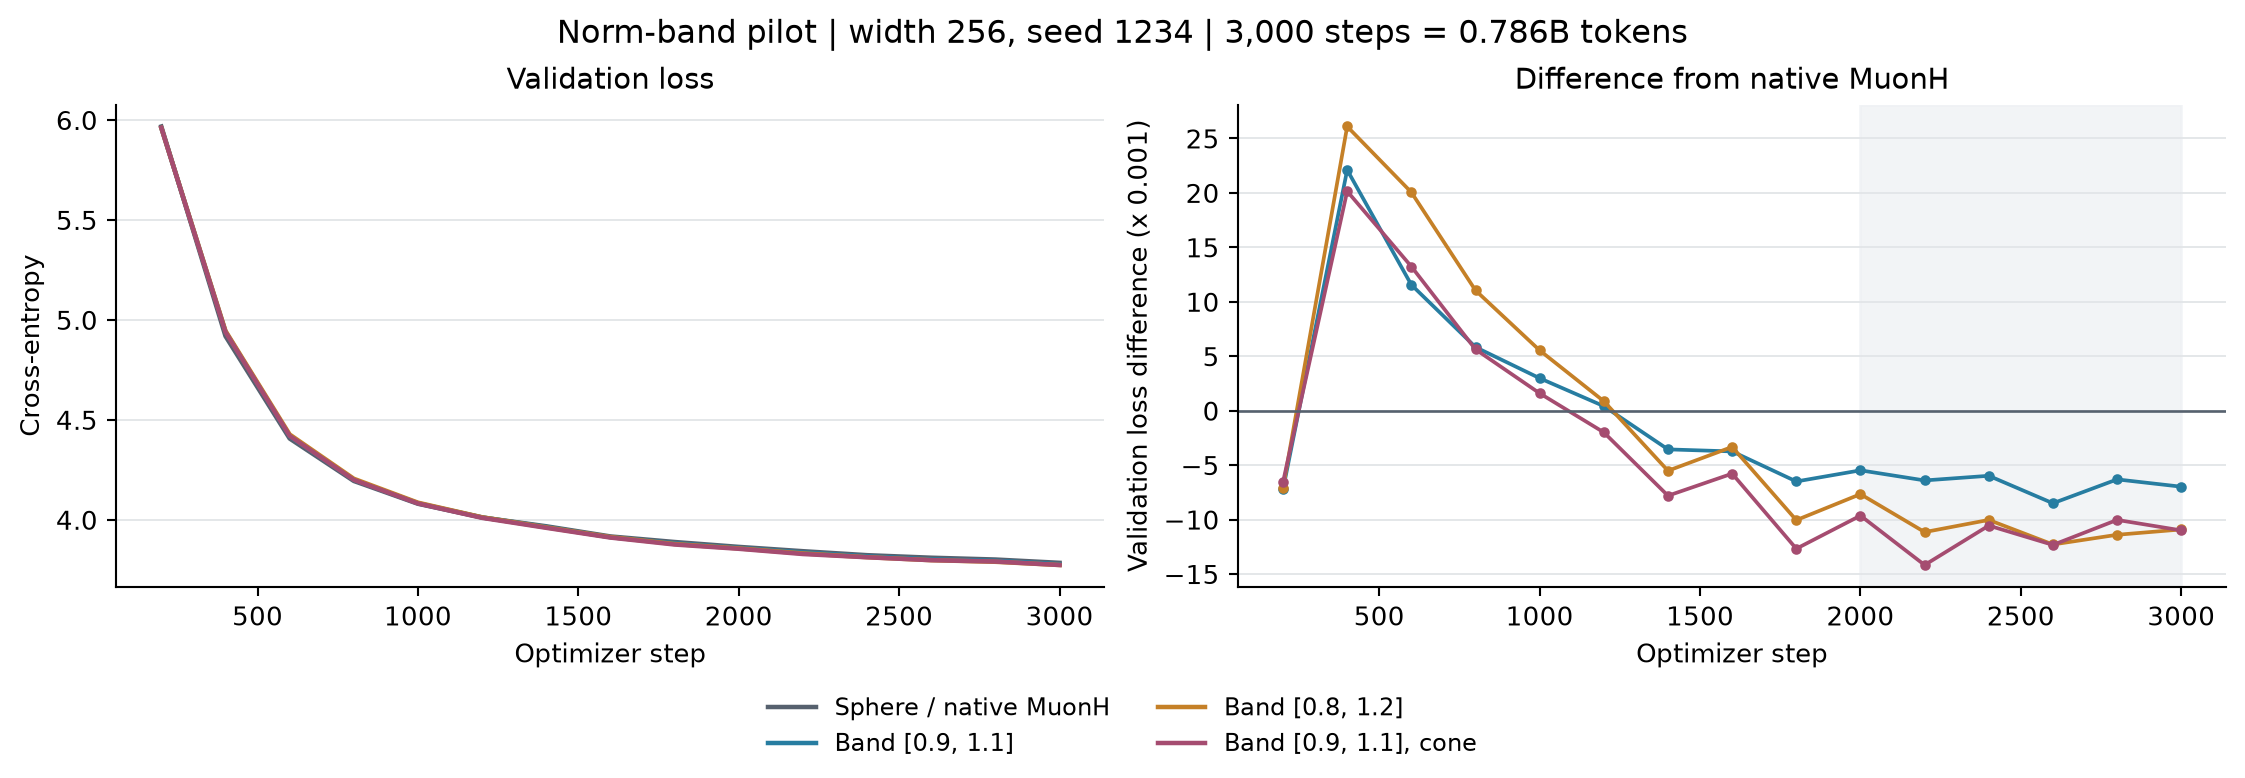 Norm-band pilot | width 256, seed 1234 | 3,000 steps = 0.786B tokens
Validation loss
Cross-entropy
6.0
5.5
5.0
4.5
4.0
500 1000 1500 2000 2500 3000
Optimizer step
Difference from native MuonH
Validation loss difference (x 0.001)
25
20
15
10
5
0
−5
−10
−15
500 1000 1500 2000 2500 3000
Optimizer step
Sphere / native MuonH
Band [0.9, 1.1]
Band [0.8, 1.2]
Band [0.9, 1.1], cone